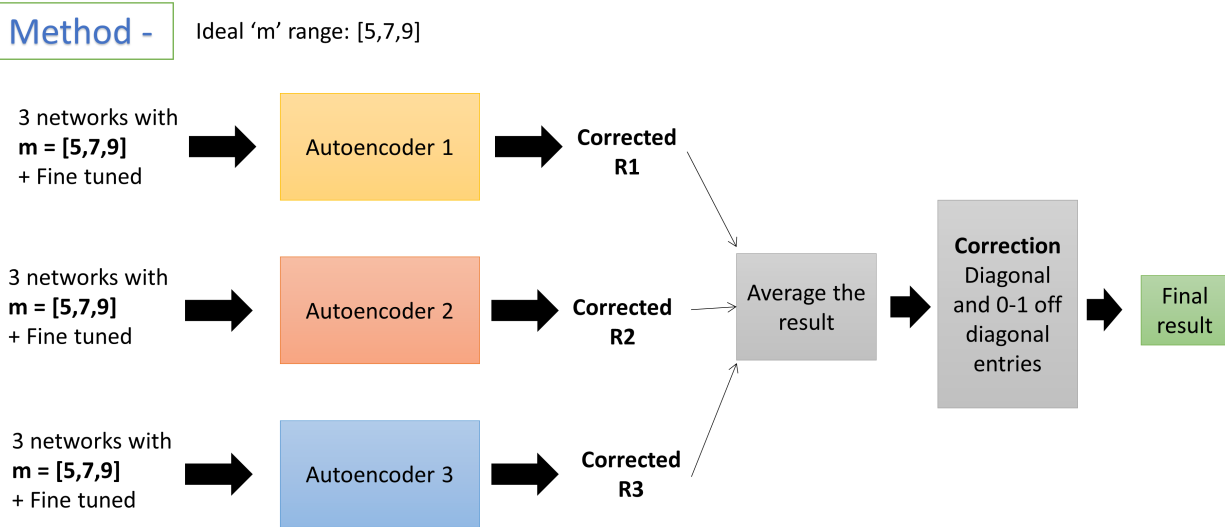 Method -
Ideal ‘m’ range: [5,7,9]
3 networks with
m = [5,7,9]
+ Fine tuned
Autoencoder 1
Corrected
R1
3 networks with
m = [5,7,9]
+ Fine tuned
Autoencoder 2
Corrected
R2
3 networks with
m = [5,7,9]
+ Fine tuned
Autoencoder 3
Corrected
R3
Average the
result
Correction
Diagonal
and 0-1 off
diagonal
entries
Final
result